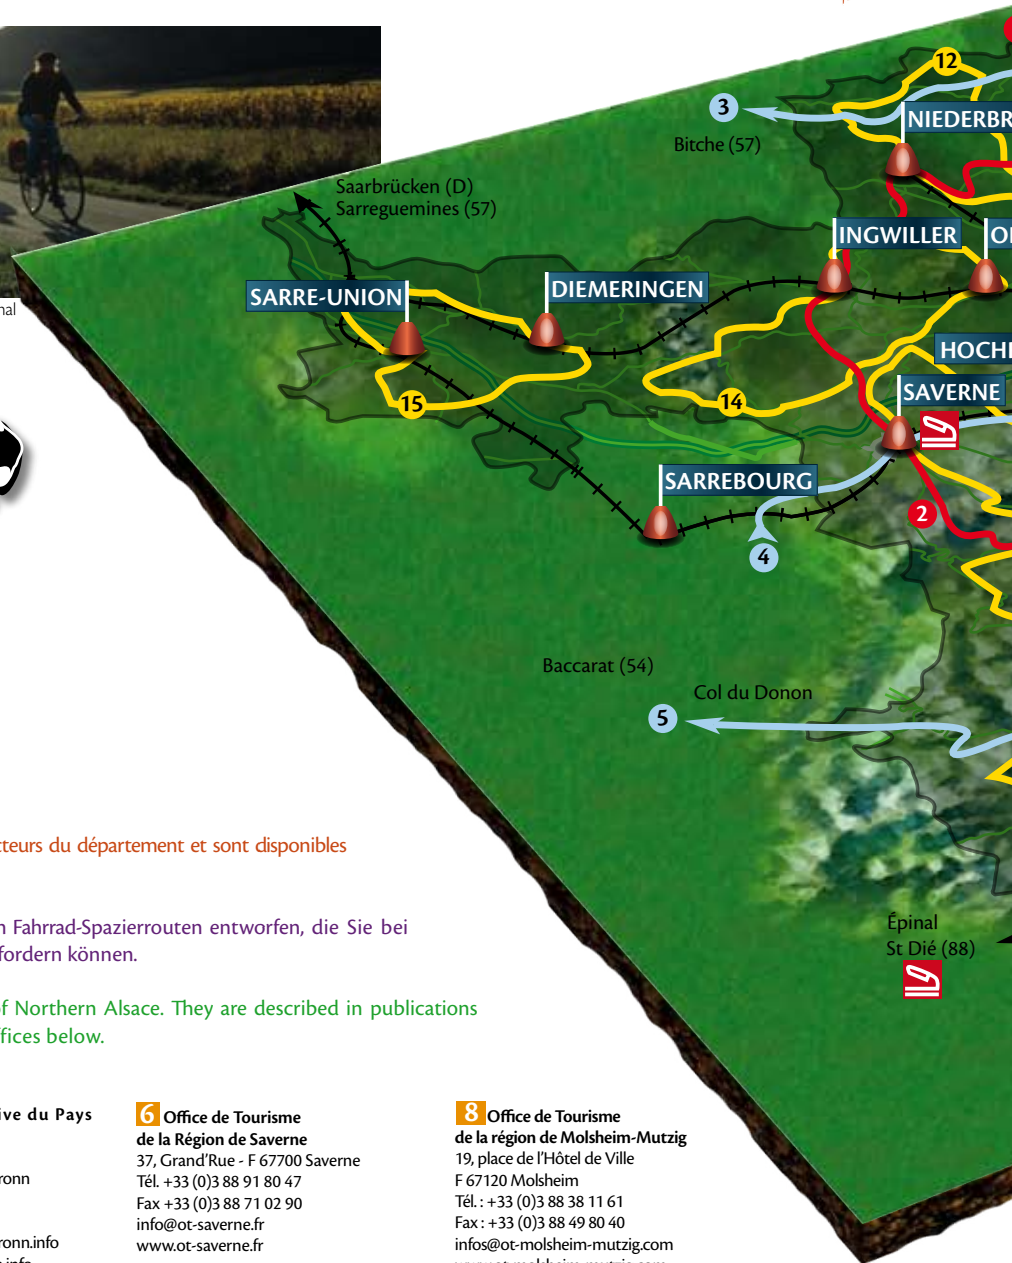 12
3
NIEDERBR
Bitche (57)
Saarbrücken (D)
Sarreguemines (57)
INGWILLER
O
SARRE-UNION
DIEMERINGEN
nal
HOCH
SAVERNE
15
14
SARREBOURG
2
4
Baccarat (54)
Col du Donon
5
cteurs du département et sont disponibles
Épinal
St Dié (88)
n Fahrrad-Spazierrouten entworfen, die Sie bei
fordern können.
of Northern Alsace. They are described in publications
ffices below.
ive du Pays
ronn
ronn.info
6 Office de Tourisme
de la Région de Saverne
37, Grand'Rue - F 67700 Saverne
Tél. +33 (0)3 88 91 80 47
Fax +33 (0)3 88 71 02 90
info@ot-saverne.fr
www.ot-saverne.fr
8 Office de Tourisme
de la région de Molsheim-Mutzig
19, place de l'Hôtel de Ville
F 67120 Molsheim
Tél. : +33 (0)3 88 38 11 61
Fax : +33 (0)3 88 49 80 40
infos@ot-molsheim-mutzig.com